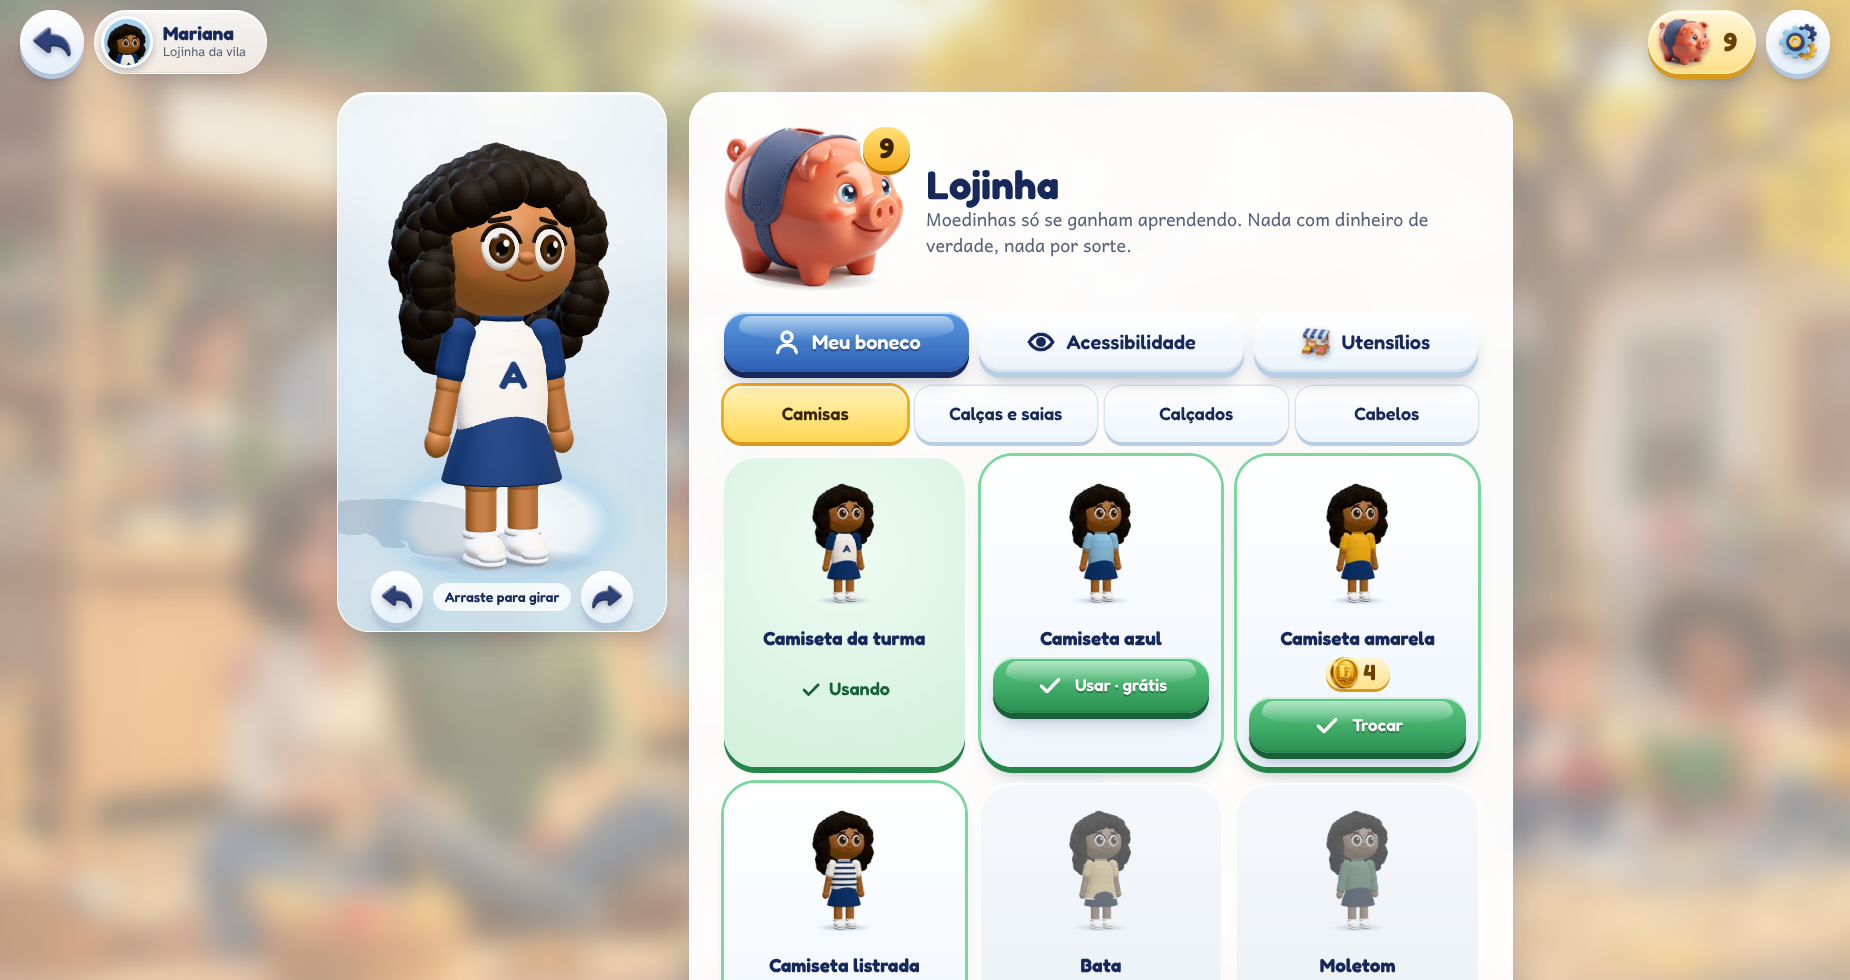 Mariana
Lojinha da vila
9
9
Lojinha
Moedinhas só se ganham aprendendo. Nada com dinheiro de
verdade, nada por sorte.
Meu boneco
Acessibilidade
Utensílios
Camisas
Calças e saias
Calçados
Cabelos
A
Arraste para girar
A
Camiseta da turma
Usando
Camiseta azul
Usar · grátis
Camiseta amarela
F 4
Trocar
Camiseta listrada
Bata
Moletom